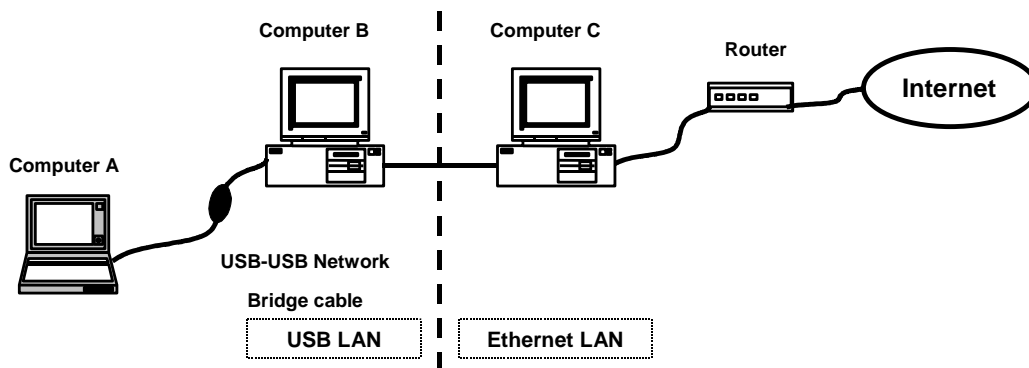 Computer B
Computer C
Router
Internet
Computer A
USB-USB Network
Bridge cable
USB LAN
Ethernet LAN